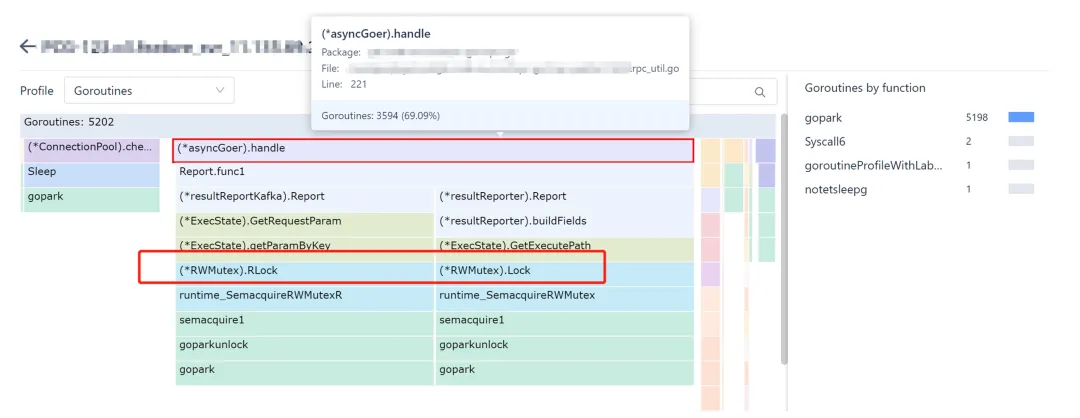 (*asyncGoer).handle
Package:
File: rpc_util.go
Line: 221
Goroutines: 3594 (69.09%)
Profile Goroutines
Goroutines: 5202
(*ConnectionPool).che...
Sleep
gopark
(*asyncGoer).handle
Report.func1
(*resultReportKafka).Report
(*resultReporter).Report
(*ExecState).GetRequestParam
(*resultReporter).buildFields
(*ExecState).getParamByKey
(*ExecState).GetExecutePath
(*RWMutex).RLock
(*RWMutex).Lock
runtime_SemacquireRWMutexR
runtime_SemacquireRWMutex
semacquire1
semacquire1
goparkunlock
goparkunlock
gopark
gopark
Goroutines by function
gopark 5198
Syscall6 2
goroutineProfileWithLab... 1
notetsleepg 1